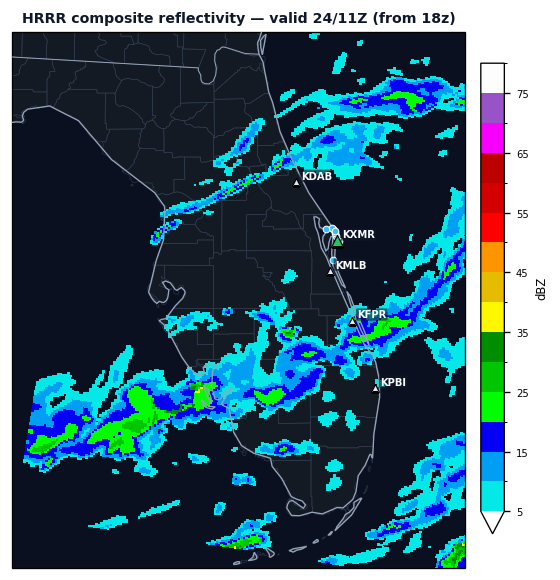 HRRR composite reflectivity — valid 24/11Z (from 18z)
KDAB
KXMR
KMLB
KFPR
KPBI
75
65
55
45
35
25
15
5
dBZ